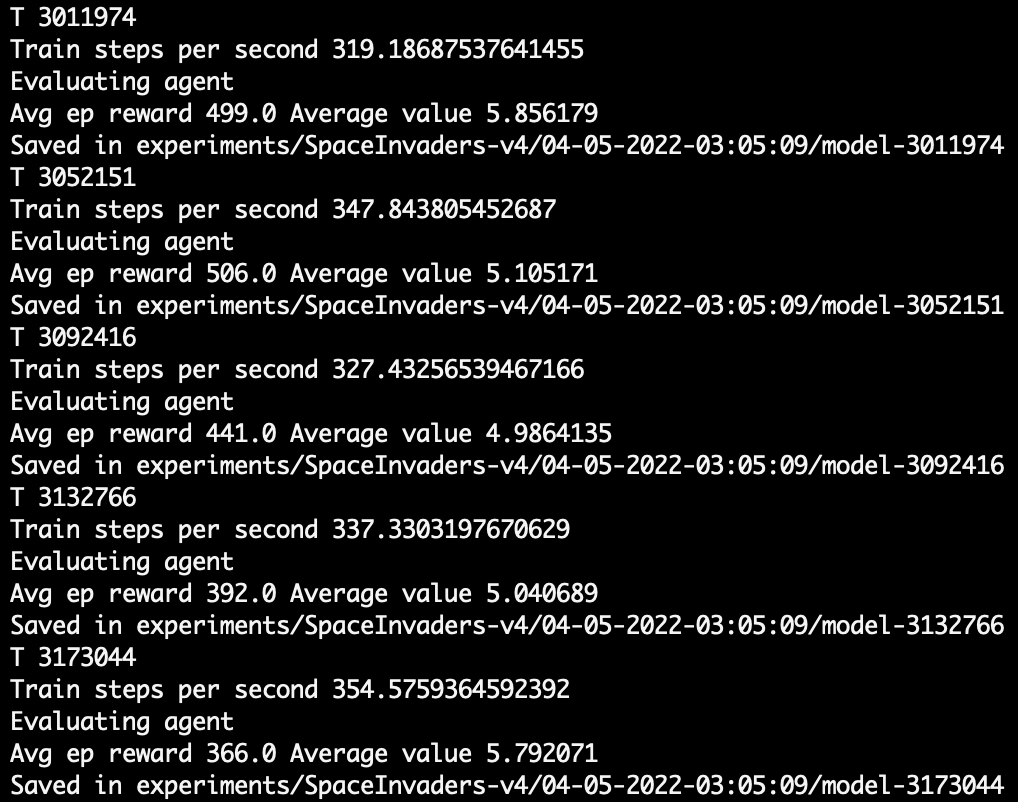 T 3011974
Train steps per second 319.18687537641455
Evaluating agent
Avg ep reward 499.0 Average value 5.856179
Saved in experiments/SpaceInvaders-v4/04-05-2022-03:05:09/model-3011974
T 3052151
Train steps per second 347.843805452687
Evaluating agent
Avg ep reward 506.0 Average value 5.105171
Saved in experiments/SpaceInvaders-v4/04-05-2022-03:05:09/model-3052151
T 3092416
Train steps per second 327.43256539467166
Evaluating agent
Avg ep reward 441.0 Average value 4.9864135
Saved in experiments/SpaceInvaders-v4/04-05-2022-03:05:09/model-3092416
T 3132766
Train steps per second 337.3303197670629
Evaluating agent
Avg ep reward 392.0 Average value 5.040689
Saved in experiments/SpaceInvaders-v4/04-05-2022-03:05:09/model-3132766
T 3173044
Train steps per second 354.5759364592392
Evaluating agent
Avg ep reward 366.0 Average value 5.792071
Saved in experiments/SpaceInvaders-v4/04-05-2022-03:05:09/model-3173044